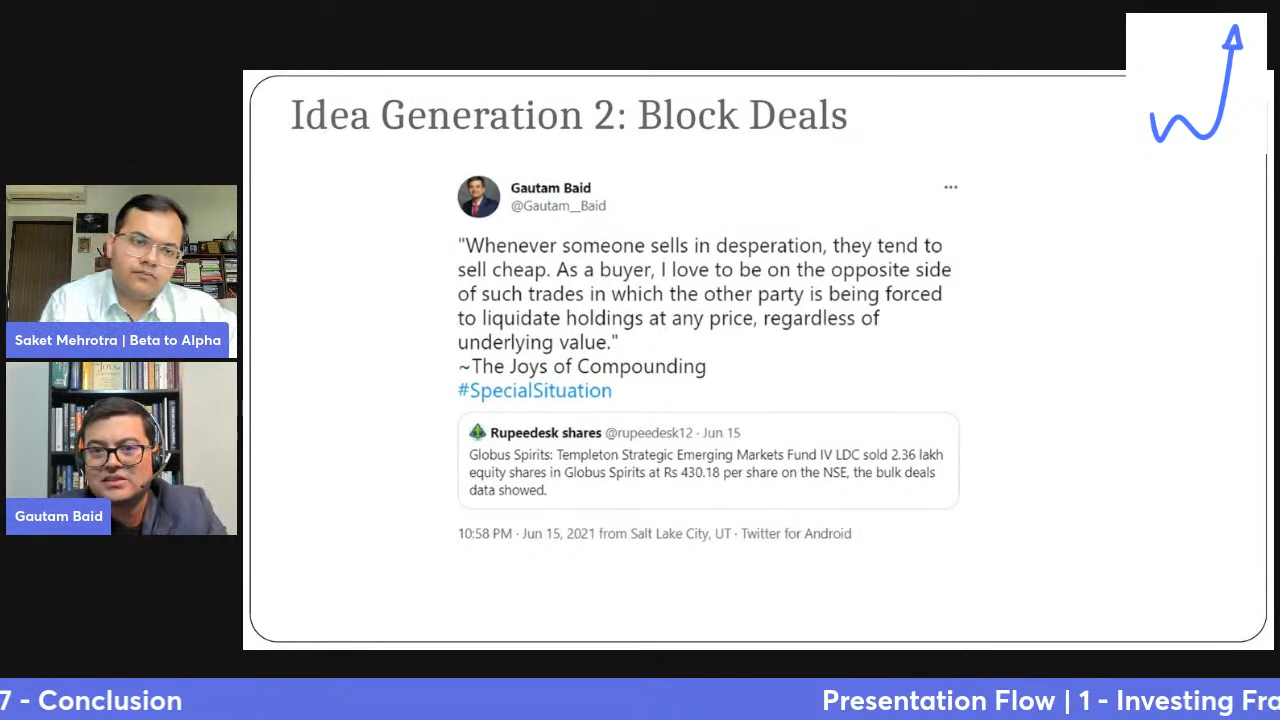 Idea Generation 2: Block Deals
Gautam Baid
@Gautam__Baid
"Whenever someone sells in desperation, they tend to
sell cheap. As a buyer, I love to be on the opposite side
of such trades in which the other party is being forced
to liquidate holdings at any price, regardless of
underlying value."
~The Joys of Compounding
#SpecialSituation
Rupeedesk shares @rupeedesk12 · Jun 15
Globus Spirits: Templeton Strategic Emerging Markets Fund IV LDC sold 2.36 lakh
equity shares in Globus Spirits at Rs 430.18 per share on the NSE, the bulk deals
data showed.
10:58 PM · Jun 15, 2021 from Salt Lake City, UT · Twitter for Android
Saket Mehrotra | Beta to Alpha
Gautam Baid
7 - Conclusion
Presentation Flow | 1 - Investing Fra